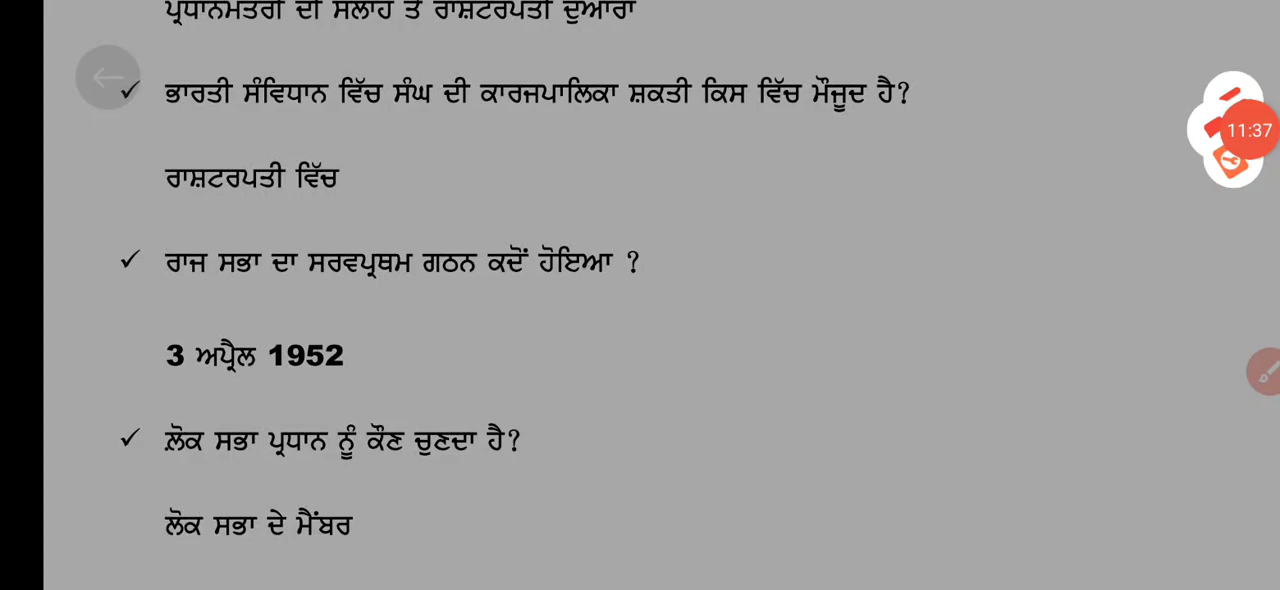 ਪ੍ਰਧਾਨਮੰਤਰੀ ਦੀ ਸਲਾਹ ਤੇ ਰਾਸ਼ਟਰਪਤੀ ਦੁਆਰਾ
✓ ਭਾਰਤੀ ਸੰਵਿਧਾਨ ਵਿੱਚ ਸੰਘ ਦੀ ਕਾਰਜਪਾਲਿਕਾ ਸ਼ਕਤੀ ਕਿਸ ਵਿੱਚ ਮੌਜੂਦ ਹੈ?
11:37
ਰਾਸ਼ਟਰਪਤੀ ਵਿੱਚ
✓ ਰਾਜ ਸਭਾ ਦਾ ਸਰਵਪ੍ਰਥਮ ਗਠਨ ਕਦੋਂ ਹੋਇਆ ?
3 ਅਪ੍ਰੈਲ 1952
✓ ਲੋ਼ਕ ਸਭਾ ਪ੍ਰਧਾਨ ਨੂੰ ਕੌਣ ਚੁਣਦਾ ਹੈ?
ਲੋਕ ਸਭਾ ਦੇ ਮੈਂਬਰ